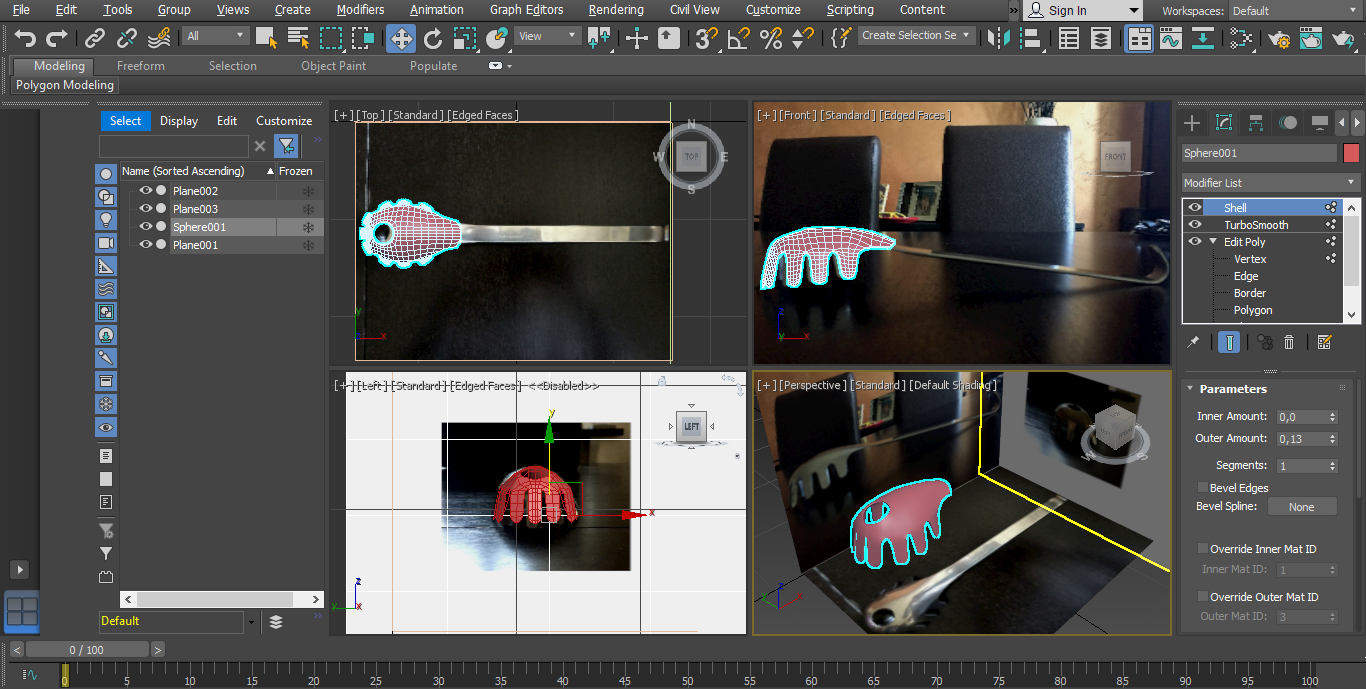 File Edit Tools Group Views Create Modifiers Animation Graph Editors Rendering Civil View Customize Scripting Content » Sign In Workspaces: Default
All View Create Selection Se
Modeling Freeform Selection Object Paint Populate
Polygon Modeling
Select Display Edit Customize
Name (Sorted Ascending) Frozen
Plane002
Plane003
Sphere001
Plane001
Default
[+] [Top] [Standard] [Edged Faces]
N
W TOP E
S
y
x
[+] [Front] [Standard] [Edged Faces]
FRONT
z
x
[+] [Left] [Standard] [Edged Faces] <<Disabled>>
LEFT
y
x
z
y x
[+] [Perspective] [Standard] [Default Shading]
W S
z
x
Sphere001
Modifier List
Shell
TurboSmooth
Edit Poly
Vertex
Edge
Border
Polygon
Parameters
Inner Amount: 0,0
Outer Amount: 0,13
Segments: 1
Bevel Edges
Bevel Spline: None
Override Inner Mat ID
Inner Mat ID: 1
Override Outer Mat ID
Outer Mat ID: 3
< 0 / 100 >
0 5 10 15 20 25 30 35 40 45 50 55 60 65 70 75 80 85 90 95 100